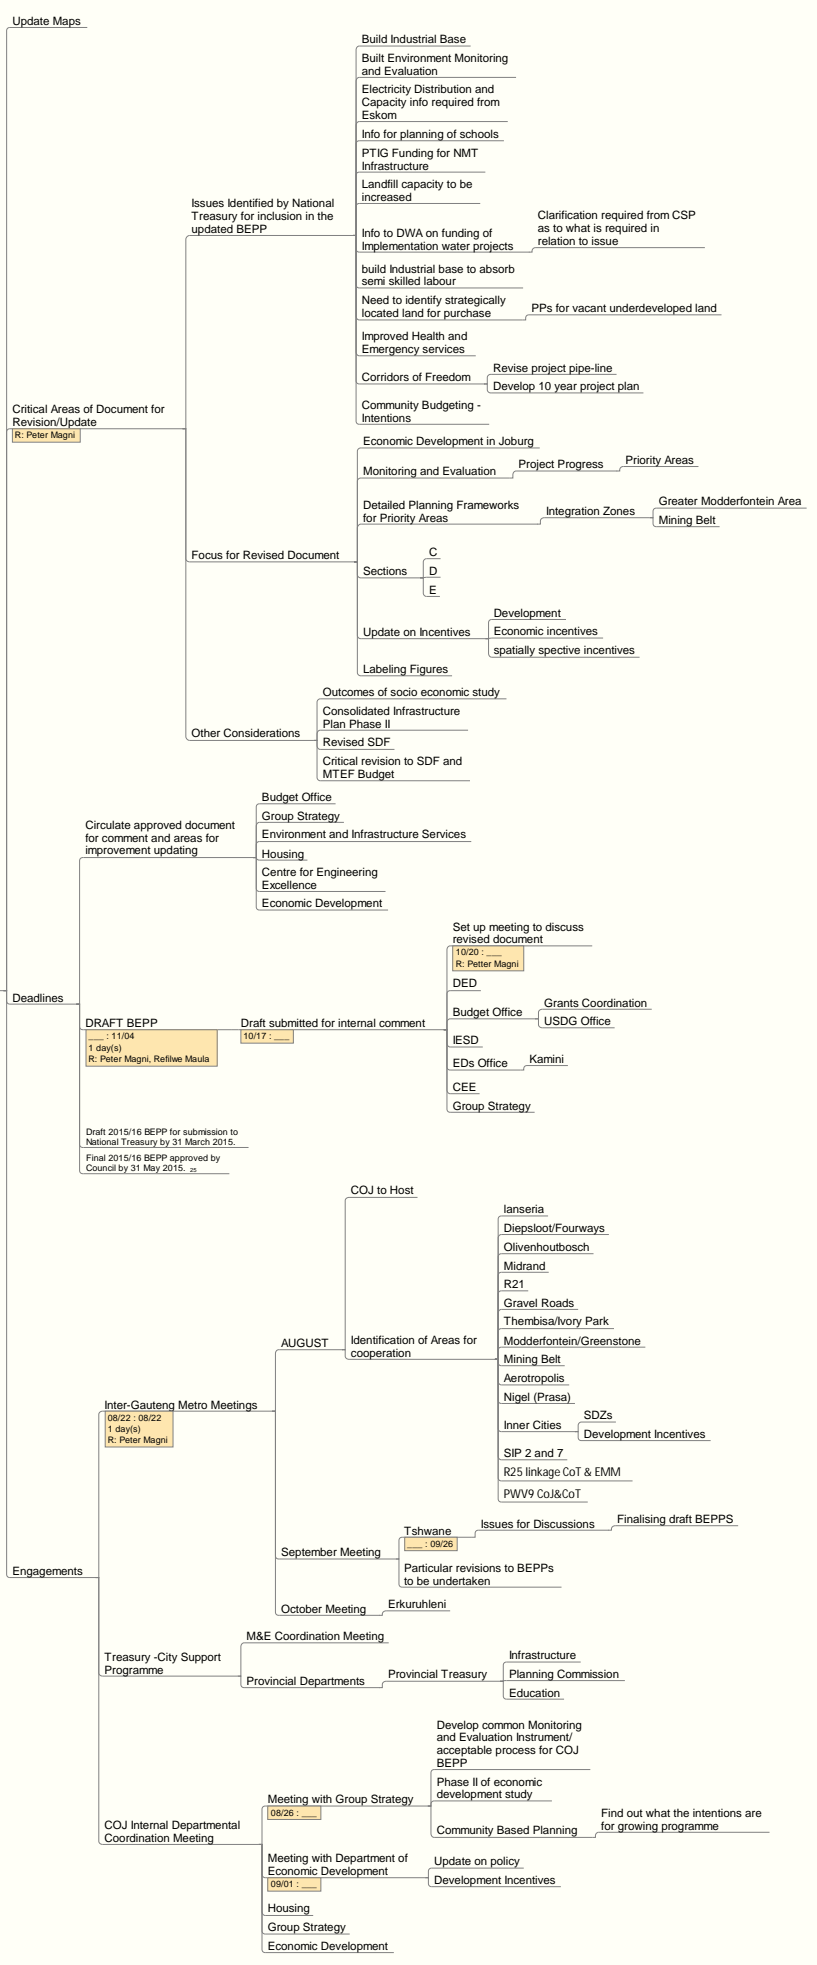 Update Maps
Build Industrial Base
Built Environment Monitoring
and Evaluation
Electricity Distribution and
Capacity info required from
Eskom
Info for planning of schools
PTIG Funding for NMT
Infrastructure
Landfill capacity to be
increased
Issues Identified by National
Treasury for inclusion in the
updated BEPP
Info to DWA on funding of
Implementation water projects
Clarification required from CSP
as to what is required in
relation to issue
build Industrial base to absorb
semi skilled labour
Need to identify strategically
located land for purchase
PPs for vacant underdeveloped land
Improved Health and
Emergency services
Corridors of Freedom
Revise project pipe-line
Develop 10 year project plan
Community Budgeting -
Intentions
Critical Areas of Document for
Revision/Update
R: Peter Magni
Economic Development in Joburg
Monitoring and Evaluation
Project Progress
Priority Areas
Detailed Planning Frameworks
for Priority Areas
Integration Zones
Greater Modderfontein Area
Mining Belt
Focus for Revised Document
Sections
C
D
E
Update on Incentives
Development
Economic incentives
spatially spective incentives
Labeling Figures
Other Considerations
Outcomes of socio economic study
Consolidated Infrastructure
Plan Phase II
Revised SDF
Critical revision to SDF and
MTEF Budget
Deadlines
Circulate approved document
for comment and areas for
improvement updating
Budget Office
Group Strategy
Environment and Infrastructure Services
Housing
Centre for Engineering
Excellence
Economic Development
DRAFT BEPP
___ : 11/04
1 day(s)
R: Peter Magni, Refilwe Maula
Draft submitted for internal comment
10/17 : ___
Set up meeting to discuss
revised document
10/20 : ___
R: Petter Magni
DED
Budget Office
Grants Coordination
USDG Office
IESD
EDs Office
Kamini
CEE
Group Strategy
Draft 2015/16 BEPP for submission to
National Treasury by 31 March 2015.
Final 2015/16 BEPP approved by
Council by 31 May 2015. 25
Engagements
Inter-Gauteng Metro Meetings
08/22 : 08/22
1 day(s)
R: Peter Magni
AUGUST
COJ to Host
Identification of Areas for
cooperation
lanseria
Diepsloot/Fourways
Olivenhoutbosch
Midrand
R21
Gravel Roads
Thembisa/Ivory Park
Modderfontein/Greenstone
Mining Belt
Aerotropolis
Nigel (Prasa)
Inner Cities
SDZs
Development Incentives
SIP 2 and 7
R25 linkage CoT & EMM
PWV9 CoJ&CoT
September Meeting
Tshwane
___ : 09/26
Issues for Discussions
Finalising draft BEPPS
Particular revisions to BEPPs
to be undertaken
October Meeting
Erkuruhleni
Treasury -City Support
Programme
M&E Coordination Meeting
Provincial Departments
Provincial Treasury
Infrastructure
Planning Commission
Education
COJ Internal Departmental
Coordination Meeting
Meeting with Group Strategy
08/26 : ___
Develop common Monitoring
and Evaluation Instrument/
acceptable process for COJ
BEPP
Phase II of economic
development study
Community Based Planning
Find out what the intentions are
for growing programme
Meeting with Department of
Economic Development
09/01 : ___
Update on policy
Development Incentives
Housing
Group Strategy
Economic Development